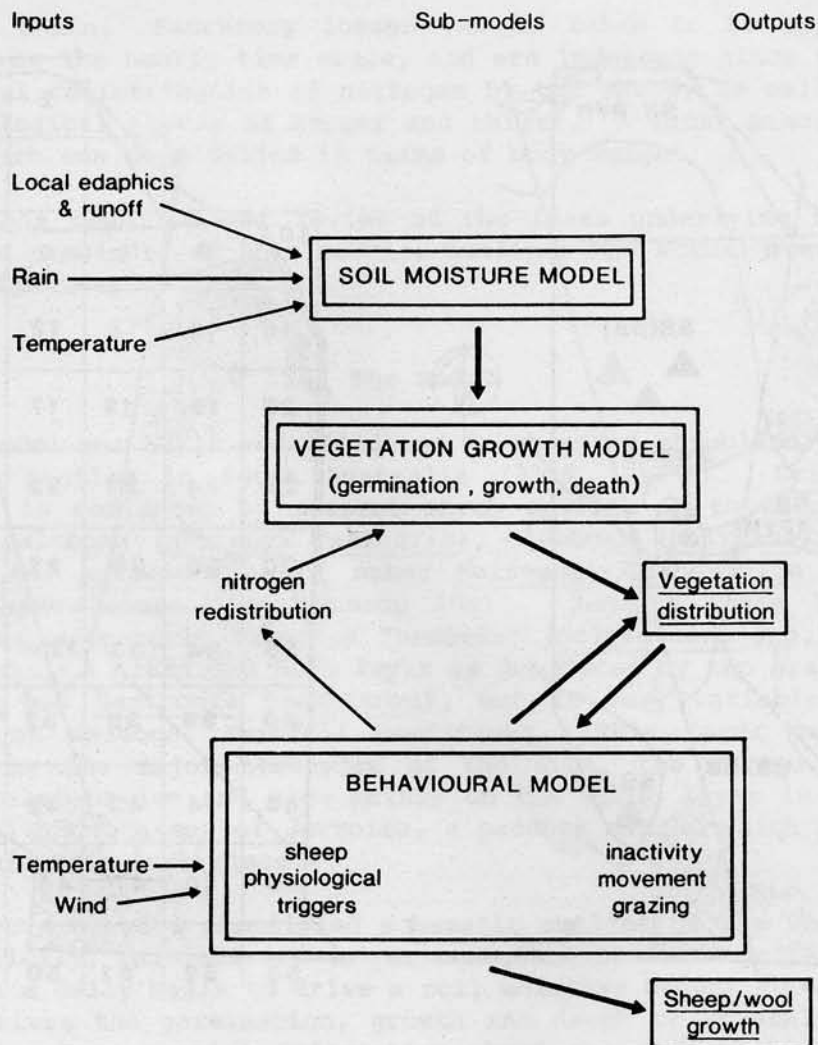 Inputs
Sub-models
Outputs
Local edaphics
& runoff
Rain
Temperature
SOIL MOISTURE MODEL
VEGETATION GROWTH MODEL
(germination , growth, death)
nitrogen
redistribution
Vegetation
distribution
BEHAVIOURAL MODEL
Temperature
Wind
sheep
physiological
triggers
inactivity
movement
grazing
Sheep/wool
growth